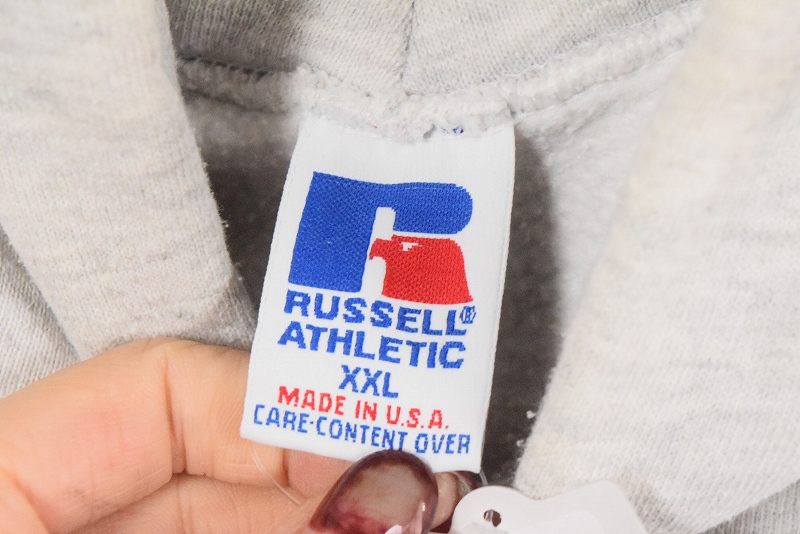 RUSSELL®
ATHLETIC
XXL
MADE IN U.S.A.
CARE-CONTENT OVER